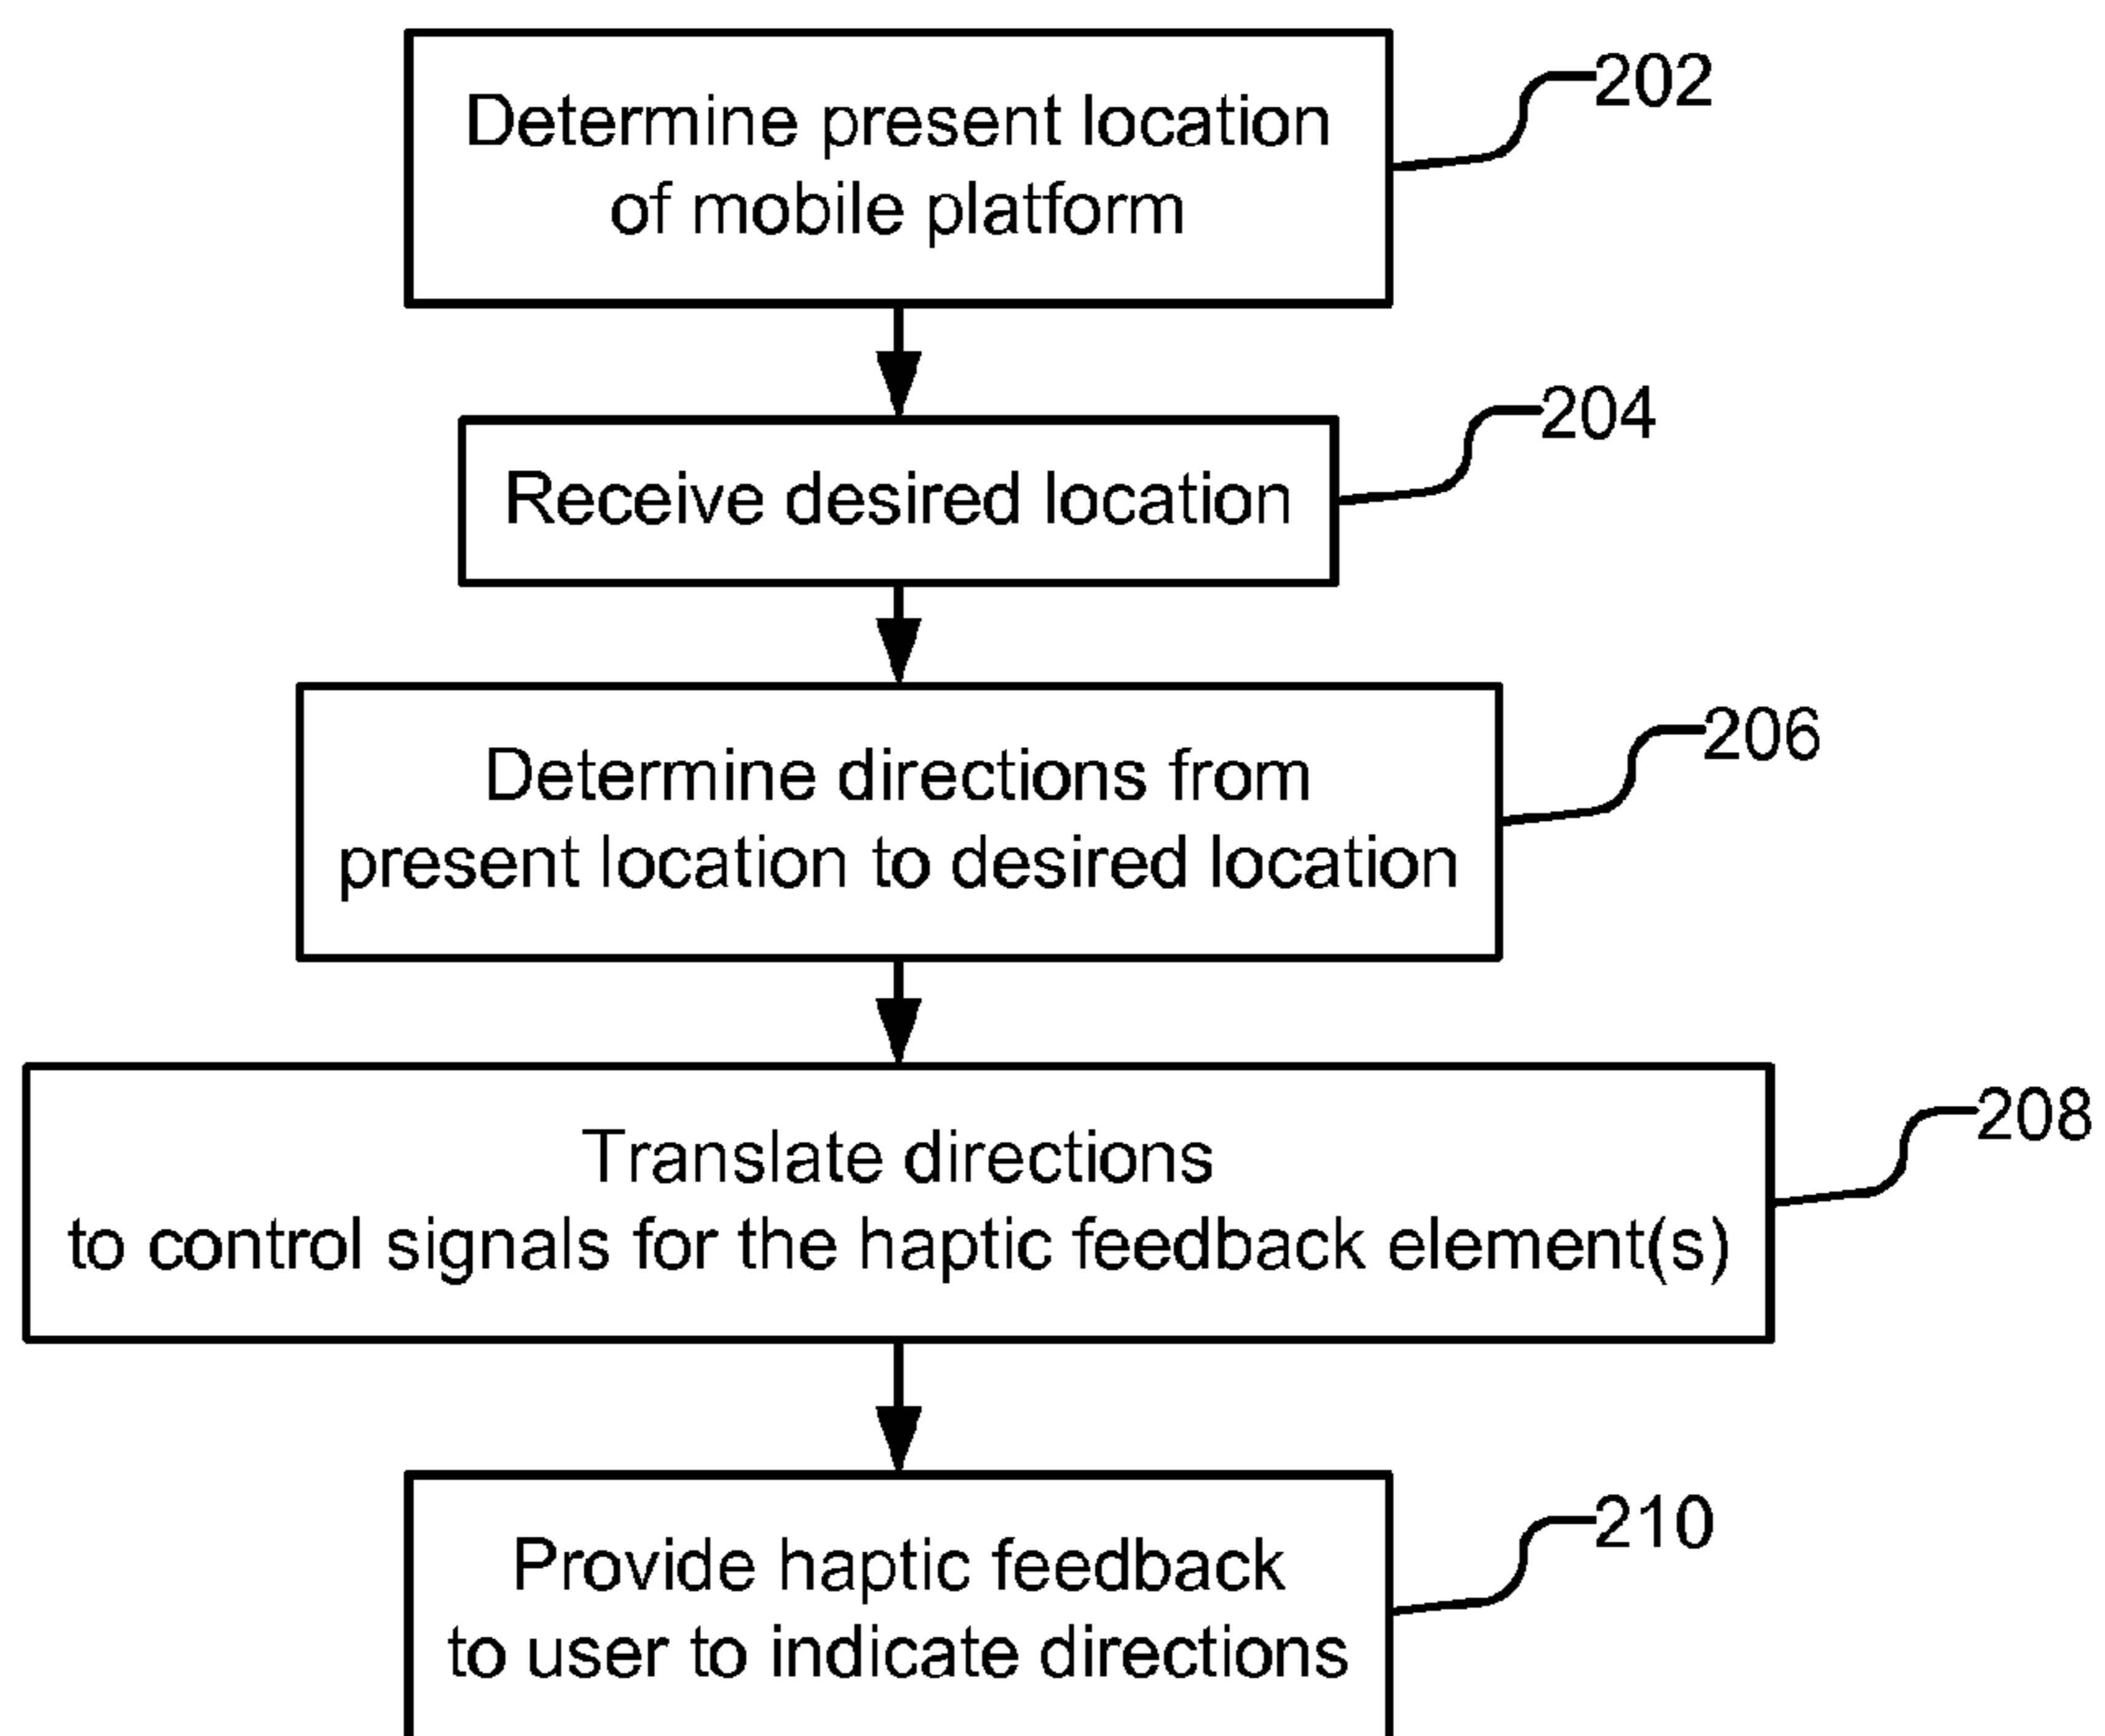 Determine present location
of mobile platform
202
Receive desired location
204
Determine directions from
present location to desired location
206
Translate directions
to control signals for the haptic feedback element(s)
208
Provide haptic feedback
to user to indicate directions
210